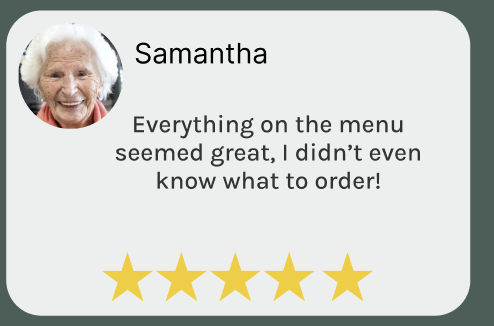 Samantha
Everything on the menu
seemed great, I didn’t even
know what to order!